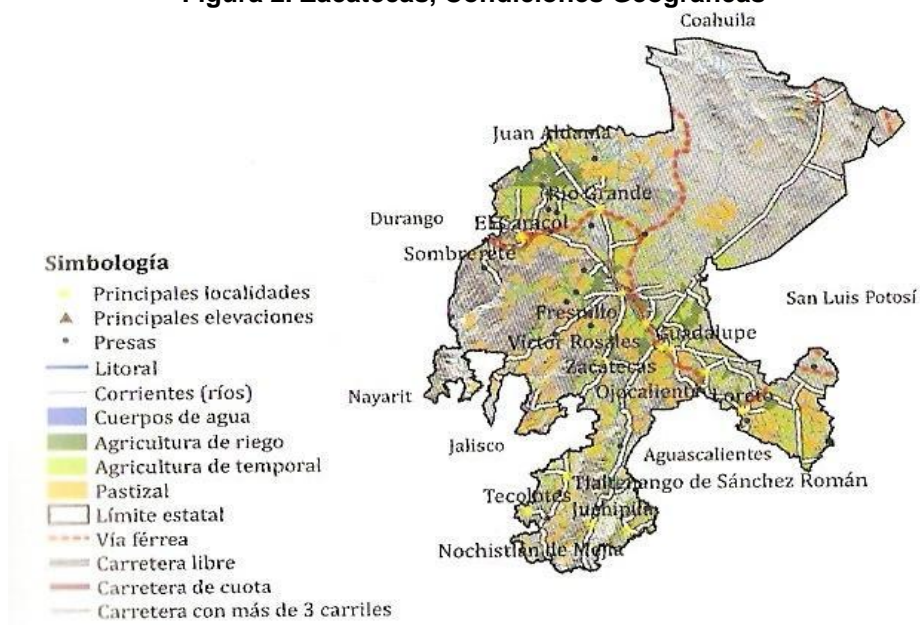 Figura 2. Zacatecas, Condiciones Geográficas
Coahuila
Juan Aldama
Río Grande
Durango
El Caracol
Sombrerete
San Luis Potosí
Fresnillo
Guadalupe
Víctor Rosales
Zacatecas
Nayarit
Ojocaliente
Loreto
Jalisco
Aguascalientes
Tlaltenango de Sánchez Román
Tecolotes
Juchipila
Nochistlán de Mejía
Simbología
Principales localidades
Principales elevaciones
Presas
Litoral
Corrientes (ríos)
Cuerpos de agua
Agricultura de riego
Agricultura de temporal
Pastizal
Límite estatal
Vía férrea
Carretera libre
Carretera de cuota
Carretera con más de 3 carriles